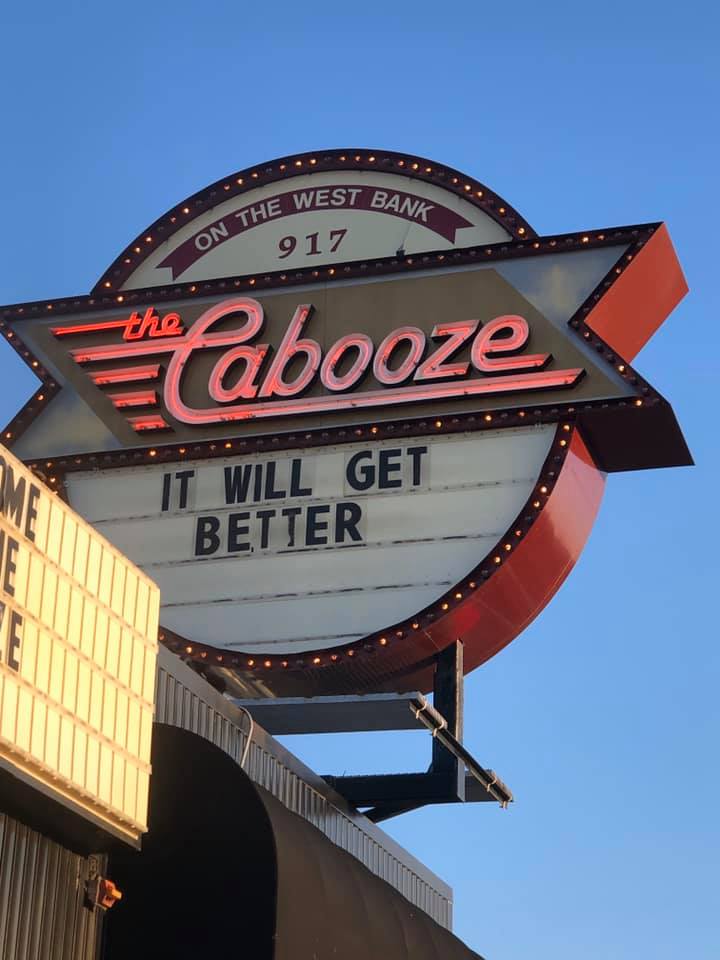 ON THE WEST BANK
917
the
Cabooze
IT WILL GET
BETTER